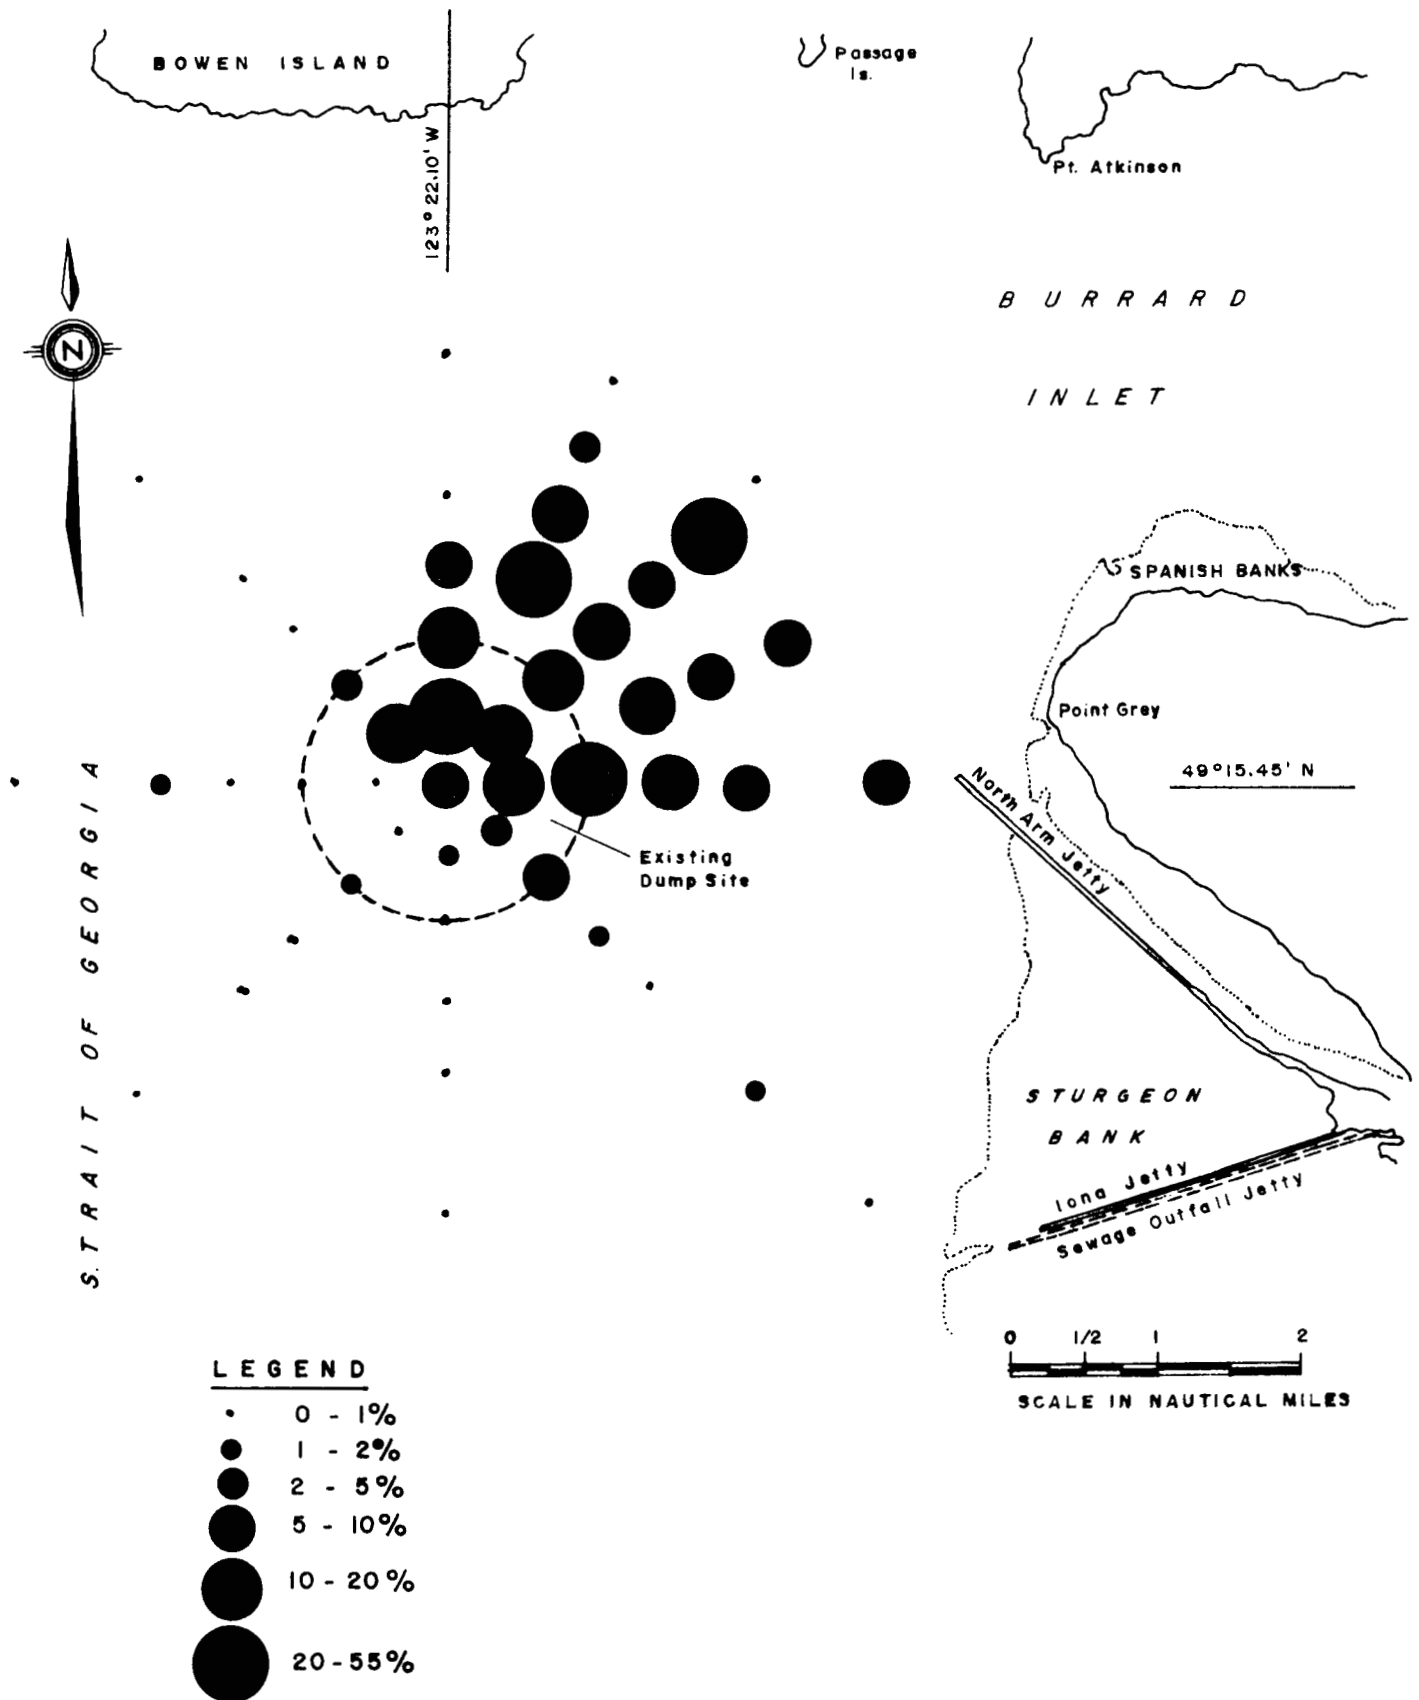 BOWEN ISLAND
Passage
Is.
Pt. Atkinson
123° 22.10' W
BURRARD
INLET
N
SPANISH BANKS
Point Grey
49°15.45' N
North Arm Jetty
Existing
Dump Site
STRAIT OF GEORGIA
STURGEON
BANK
Iona Jetty
Sewage Outfall Jetty
0 1/2 1 2
SCALE IN NAUTICAL MILES
LEGEND
0 - 1%
1 - 2%
2 - 5%
5 - 10%
10 - 20%
20 - 55%